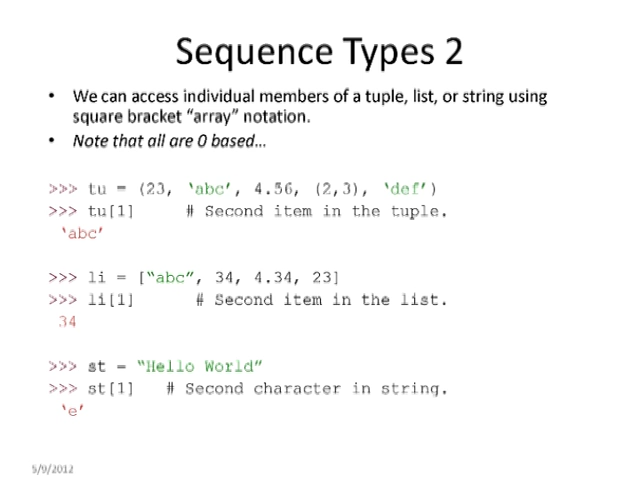 Sequence Types 2
• We can access individual members of a tuple, list, or string using
square bracket “array” notation.
• Note that all are 0 based…
>>> tu = (23, ‘abc’, 4.56, (2,3), ‘def’)
>>> tu[1] # Second item in the tuple.
‘abc’
>>> li = [“abc”, 34, 4.34, 23]
>>> li[1] # Second item in the list.
34
>>> st = “Hello World”
>>> st[1] # Second character in string.
‘e’
5/9/2012